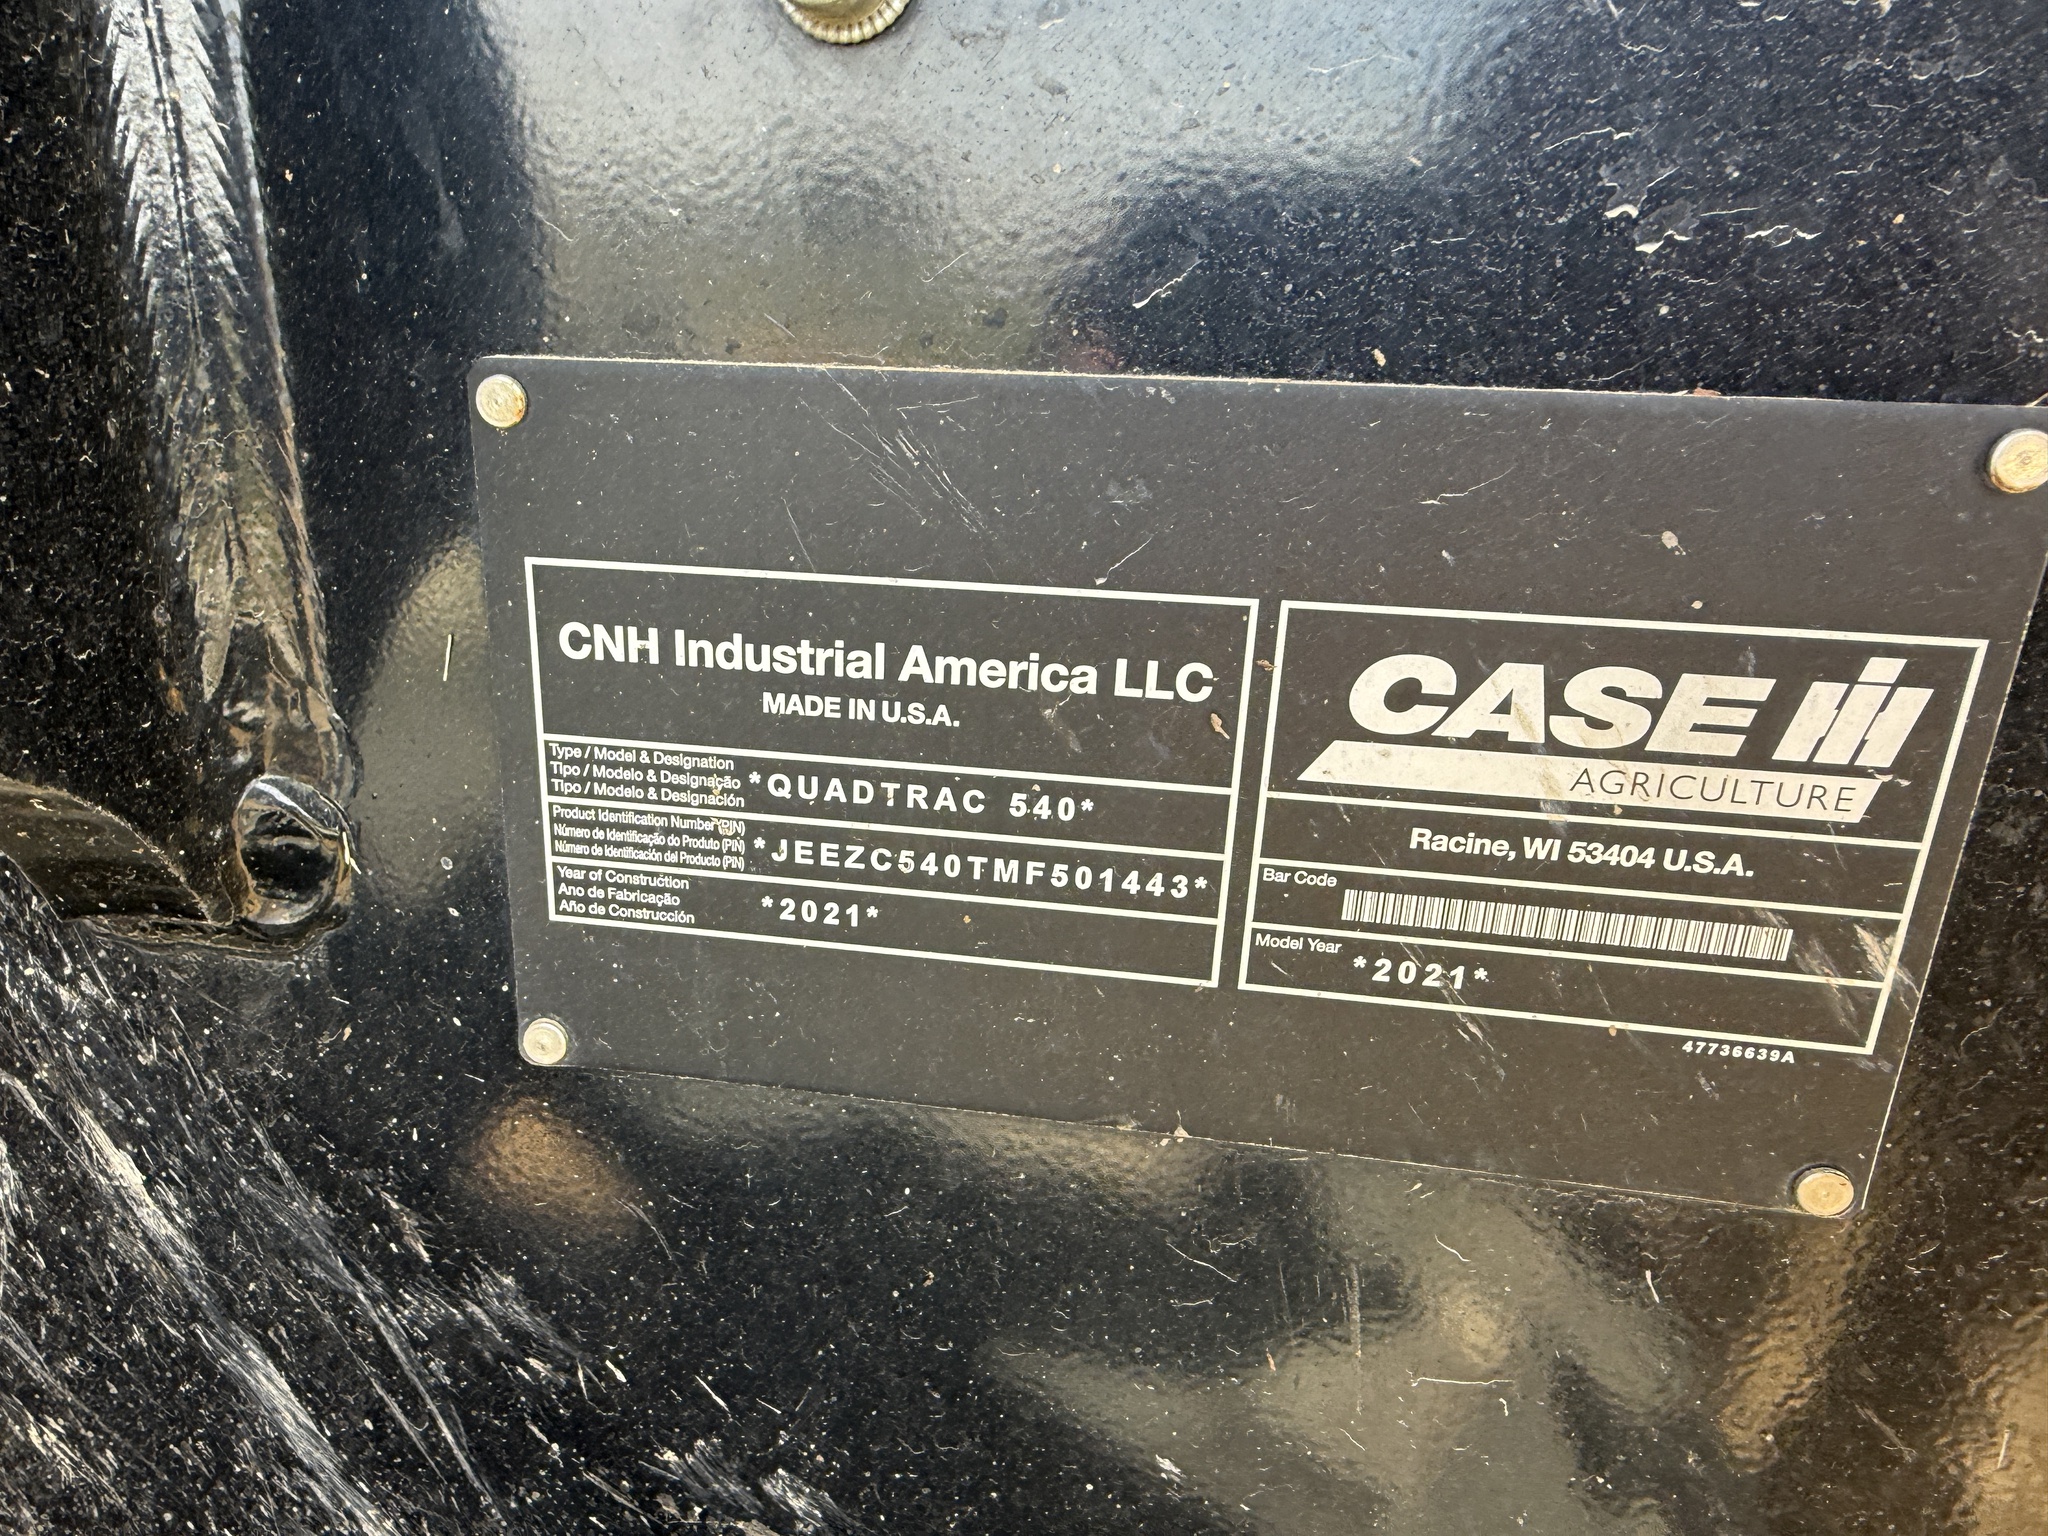 CNH Industrial America LLC
MADE IN U.S.A.
Type / Model & Designation
Tipo / Modelo & Designação
Tipo / Modelo & Designación
*QUADTRAC 540*
Product Identification Number (PIN)
Número de Identificação do Produto (PIN)
Número de Identificación del Producto (PIN)
*JEEZC540TMF501443*
Year of Construction
Ano de Fabricação
Año de Construcción
*2021*
CASE IH
AGRICULTURE
Racine, WI 53404 U.S.A.
Bar Code
Model Year
*2021*
47736639A